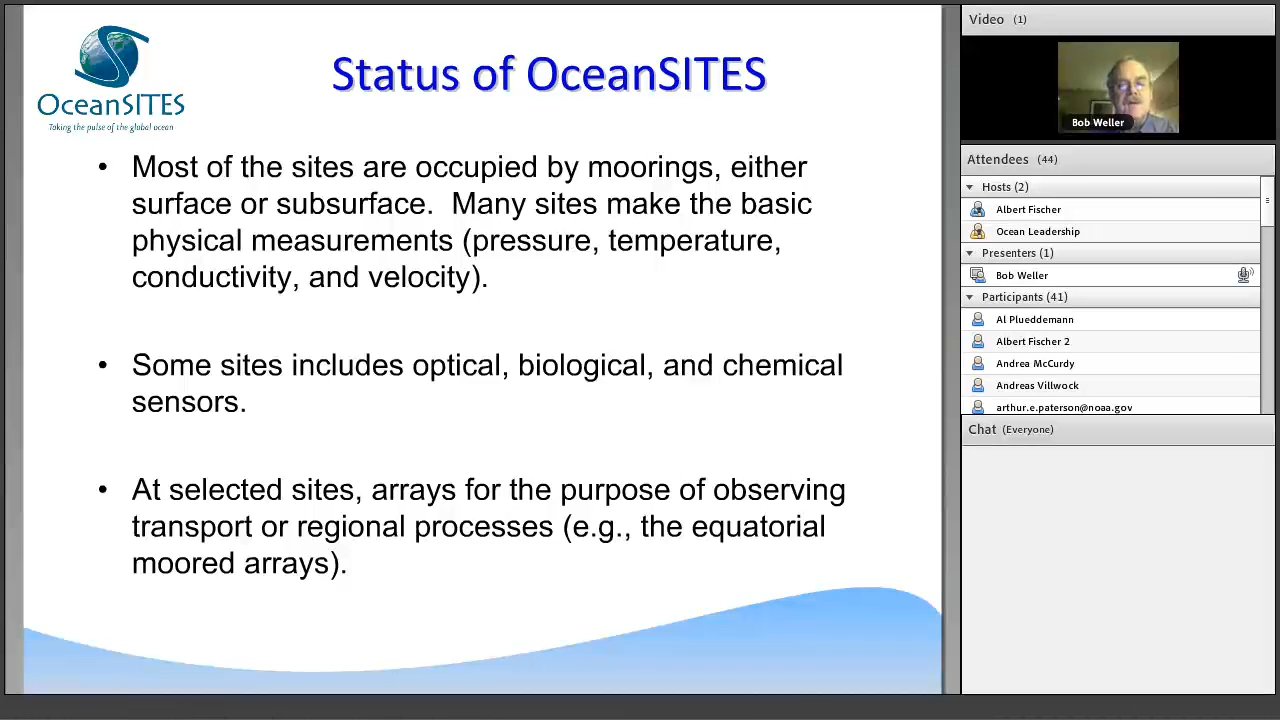 OceanSITES
Taking the pulse of the global ocean
Status of OceanSITES
• Most of the sites are occupied by moorings, either
surface or subsurface.  Many sites make the basic
physical measurements (pressure, temperature,
conductivity, and velocity).
• Some sites includes optical, biological, and chemical
sensors.
• At selected sites, arrays for the purpose of observing
transport or regional processes (e.g., the equatorial
moored arrays).
Video (1)
Bob Weller
Attendees (44)
Hosts (2)
Albert Fischer
Ocean Leadership
Presenters (1)
Bob Weller
Participants (41)
Al Plueddemann
Albert Fischer 2
Andrea McCurdy
Andreas Villwock
arthur.e.paterson@noaa.gov
Chat (Everyone)